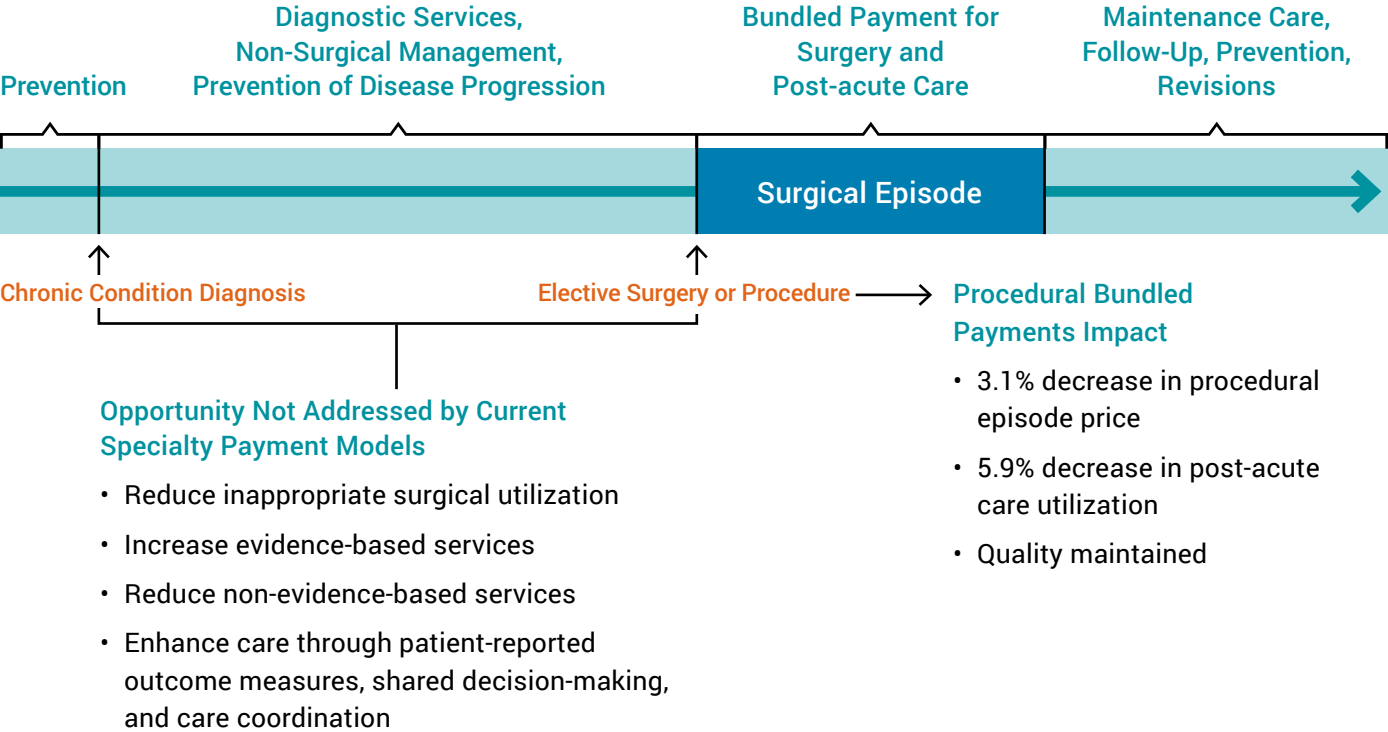 Prevention
Diagnostic Services,
Non-Surgical Management,
Prevention of Disease Progression
Bundled Payment for
Surgery and
Post-acute Care
Maintenance Care,
Follow-Up, Prevention,
Revisions
Surgical Episode
Chronic Condition Diagnosis
Elective Surgery or Procedure
Opportunity Not Addressed by Current
Specialty Payment Models
• Reduce inappropriate surgical utilization
• Increase evidence-based services
• Reduce non-evidence-based services
• Enhance care through patient-reported
outcome measures, shared decision-making,
and care coordination
Procedural Bundled
Payments Impact
• 3.1% decrease in procedural
episode price
• 5.9% decrease in post-acute
care utilization
• Quality maintained